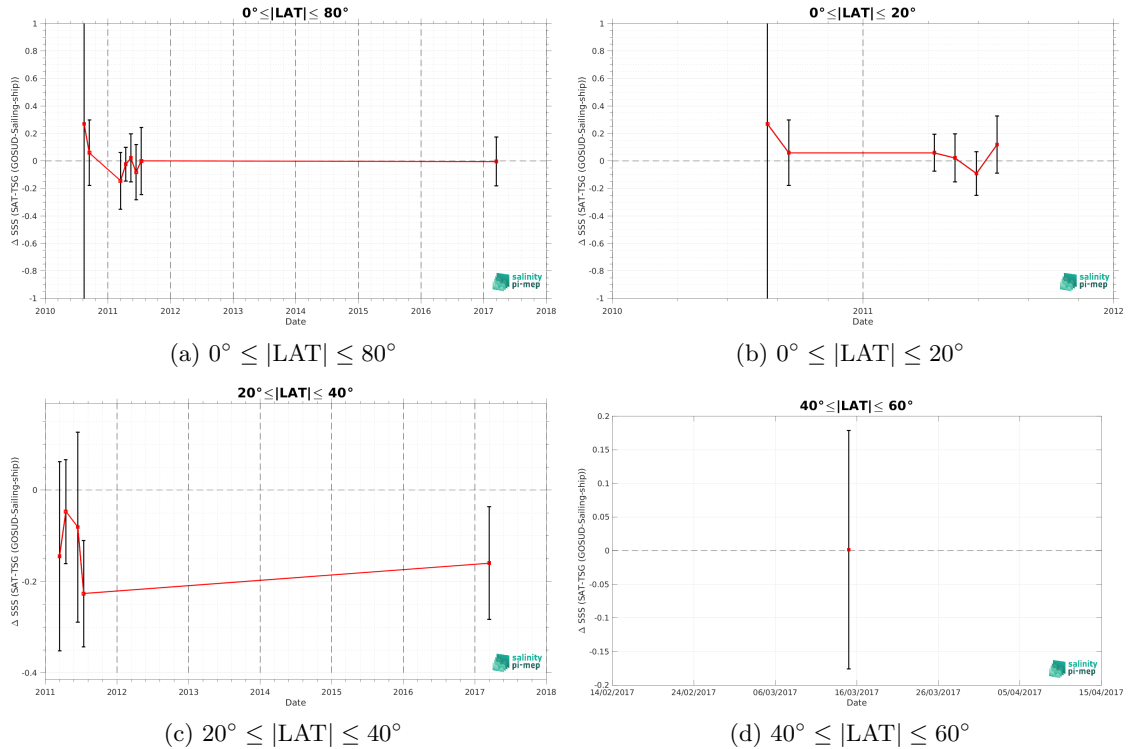 0°≤|LAT|≤ 80°
Δ SSS (SAT-TSG (GOSUD-Sailing-ship))
1
0.8
0.6
0.4
0.2
0
-0.2
-0.4
-0.6
-0.8
-1
2010 2011 2012 2013 2014 2015 2016 2017 2018
Date
salinity
pi-mep
(a) 0° ≤ |LAT| ≤ 80°
0°≤|LAT|≤ 20°
Δ SSS (SAT-TSG (GOSUD-Sailing-ship))
1
0.8
0.6
0.4
0.2
0
-0.2
-0.4
-0.6
-0.8
-1
2010 2011 2012
Date
salinity
pi-mep
(b) 0° ≤ |LAT| ≤ 20°
20°≤|LAT|≤ 40°
Δ SSS (SAT-TSG (GOSUD-Sailing-ship))
0
-0.2
-0.4
2011 2012 2013 2014 2015 2016 2017 2018
Date
salinity
pi-mep
(c) 20° ≤ |LAT| ≤ 40°
40°≤|LAT|≤ 60°
Δ SSS (SAT-TSG (GOSUD-Sailing-ship))
0.2
0.15
0.1
0.05
0
-0.05
-0.1
-0.15
-0.2
14/02/2017 24/02/2017 06/03/2017 16/03/2017 26/03/2017 05/04/2017 15/04/2017
Date
salinity
pi-mep
(d) 40° ≤ |LAT| ≤ 60°